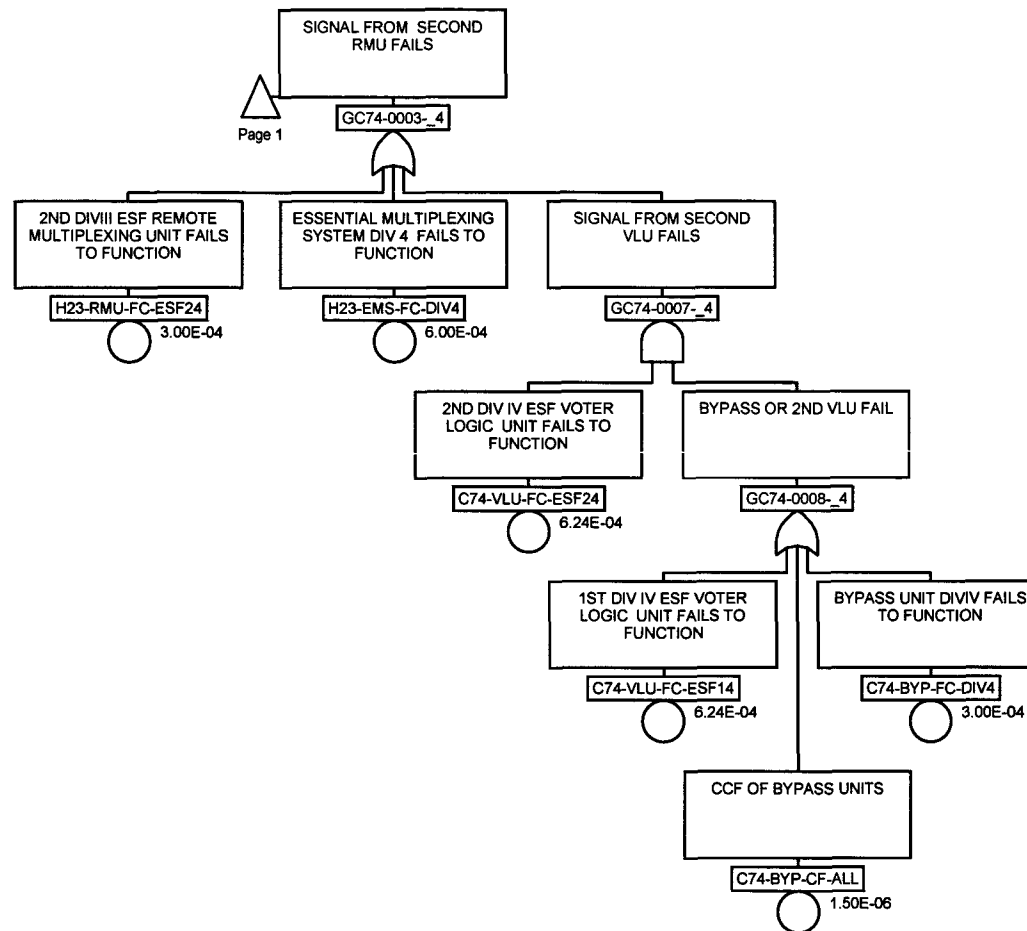 SIGNAL FROM SECOND
RMU FAILS
Page 1
GC74-0003-_4
2ND DIVIII ESF REMOTE
MULTIPLEXING UNIT FAILS
TO FUNCTION
H23-RMU-FC-ESF24
3.00E-04
ESSENTIAL MULTIPLEXING
SYSTEM DIV 4 FAILS TO
FUNCTION
H23-EMS-FC-DIV4
6.00E-04
SIGNAL FROM SECOND
VLU FAILS
GC74-0007-_4
2ND DIV IV ESF VOTER
LOGIC UNIT FAILS TO
FUNCTION
C74-VLU-FC-ESF24
6.24E-04
BYPASS OR 2ND VLU FAIL
GC74-0008-_4
1ST DIV IV ESF VOTER
LOGIC UNIT FAILS TO
FUNCTION
C74-VLU-FC-ESF14
6.24E-04
BYPASS UNIT DIVIV FAILS
TO FUNCTION
C74-BYP-FC-DIV4
3.00E-04
CCF OF BYPASS UNITS
C74-BYP-CF-ALL
1.50E-06